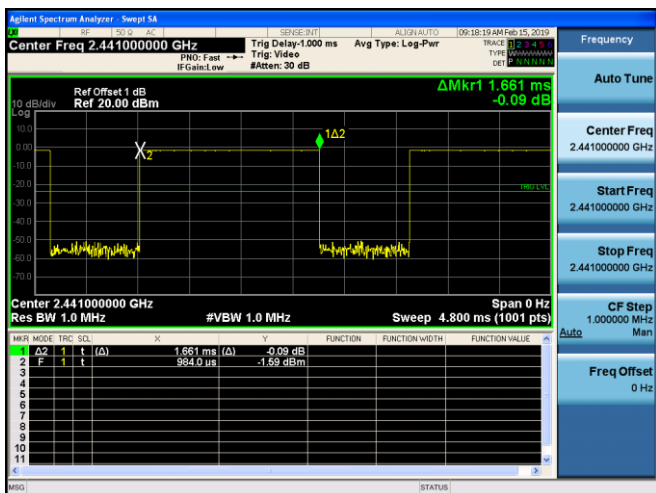 Agilent Spectrum Analyzer - Swept SA
RF 50 Ω AC SENSE:INT ALIGN AUTO 09:18:19 AM Feb 15, 2019
Center Freq 2.441000000 GHz
PNO: Fast
IFGain:Low
Trig Delay-1.000 ms
Trig: Video
#Atten: 30 dB
Avg Type: Log-Pwr
TRACE 1 2 3 4 5 6
TYPE WWWWWW
DET P N N N N N
Frequency
Auto Tune
Center Freq
2.441000000 GHz
Start Freq
2.441000000 GHz
Stop Freq
2.441000000 GHz
CF Step
1.000000 MHz
Auto Man
Freq Offset
0 Hz
ΔMkr1 1.661 ms
-0.09 dB
Ref Offset 1 dB
10 dB/div Ref 20.00 dBm
Log
10.0
0.00
-10.0
-20.0
-30.0
-40.0
-50.0
-60.0
-70.0
1Δ2
X2
TRIG LVL
Center 2.441000000 GHz Span 0 Hz
Res BW 1.0 MHz #VBW 1.0 MHz Sweep 4.800 ms (1001 pts)
MKR MODE TRC SCL X Y FUNCTION FUNCTION WIDTH FUNCTION VALUE
1 Δ2 1 t (Δ) 1.661 ms (Δ) -0.09 dB
2 F 1 t 984.0 µs -1.59 dBm
3
4
5
6
7
8
9
10
11
MSG STATUS